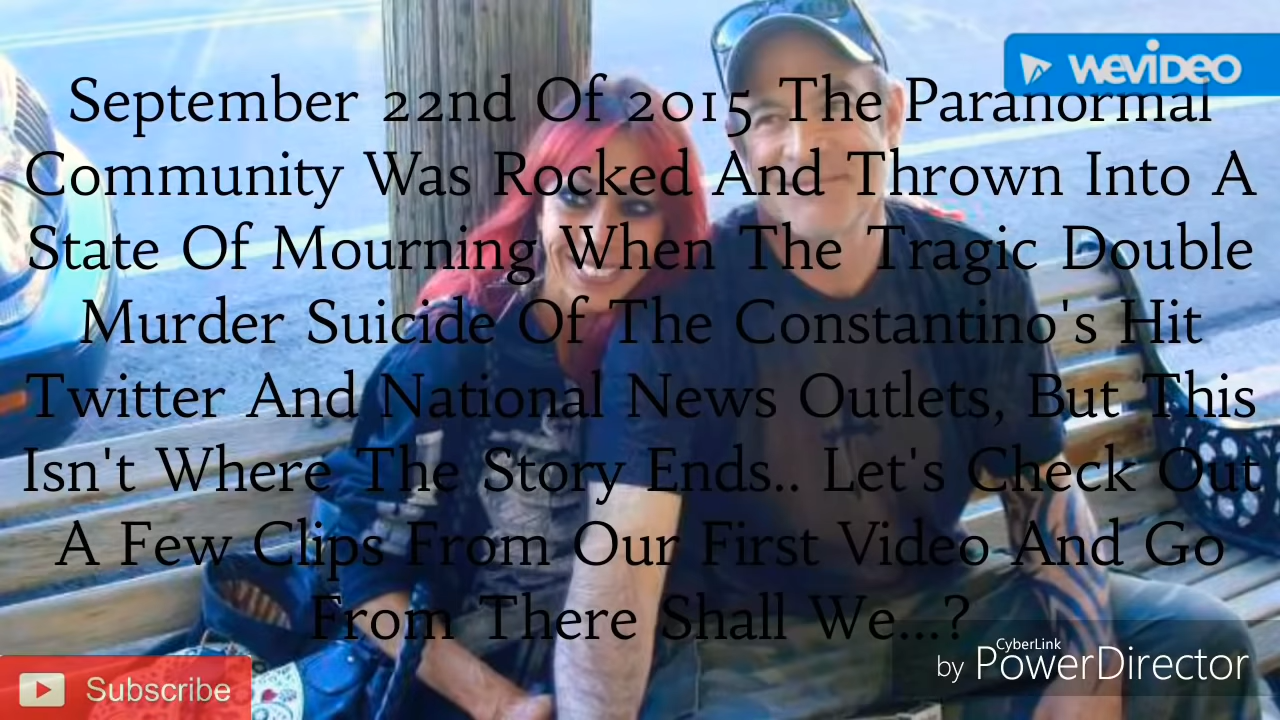 wevideo
September 22nd Of 2015 The Paranormal
Community Was Rocked And Thrown Into A
State Of Mourning When The Tragic Double
Murder Suicide Of The Constantino's Hit
Twitter And National News Outlets, But This
Isn't Where The Story Ends.. Let's Check Out
A Few Clips From Our First Video And Go
From There Shall We...?
CyberLink
by PowerDirector
Subscribe